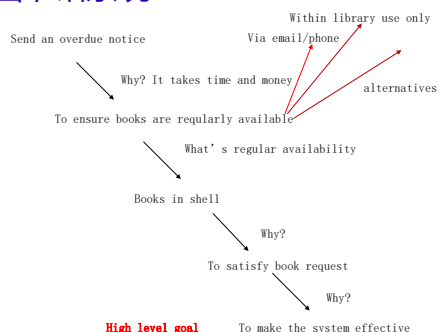 Within library use only
Send an overdue notice
Via email/phone
Why? It takes time and money
alternatives
To ensure books are reqularly available
What's regular availability
Books in shell
Why?
To satisfy book request
Why?
High level goal
To make the system effective